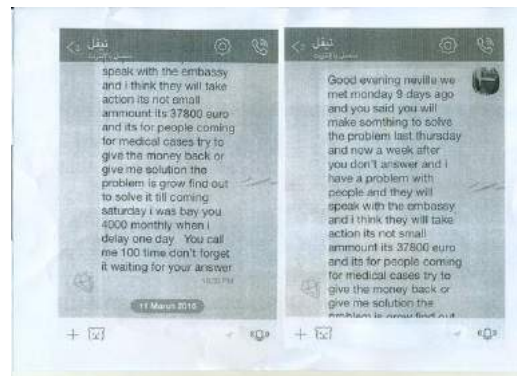 نيفل
speak with the embassy
and i think they will take
action its not small
ammount its 37800 euro
and its for people coming
for medical cases try to
give the money back or
give me solution the
problem is grow find out
to solve it till coming
saturday i was bay you
4000 monthly when i
delay one day You call
me 100 time don't forget
it waiting for your answer
PM
11 March
نيفل
Good evening neville we
met monday 9 days ago
and you said you will
make somthing to solve
the problem last thursday
and now a week after
you don't answer and i
have a problem with
people and they will
speak with the embassy
and i think they will take
action its not small
ammount its 37800 euro
and its for people coming
for medical cases try to
give the money back or
give me solution the
problem is grow find out